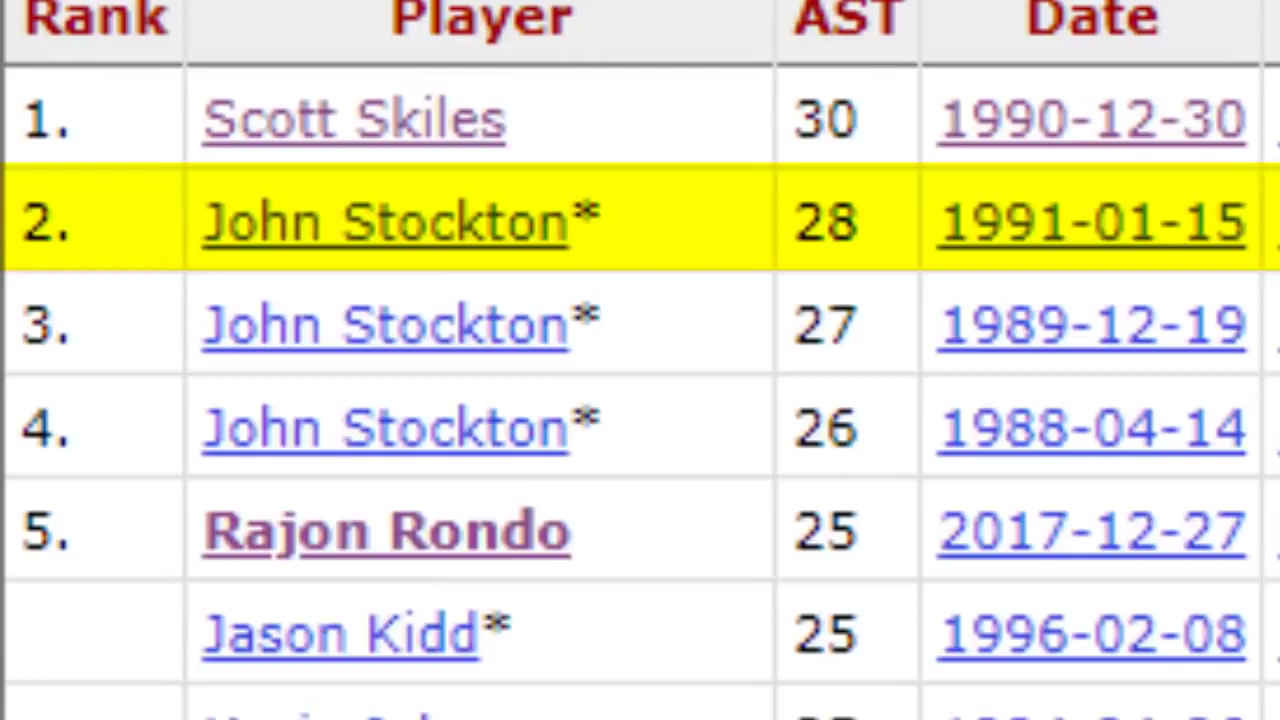 Rank Player AST Date
1. Scott Skiles 30 1990-12-30
2. John Stockton* 28 1991-01-15
3. John Stockton* 27 1989-12-19
4. John Stockton* 26 1988-04-14
5. Rajon Rondo 25 2017-12-27
Jason Kidd* 25 1996-02-08